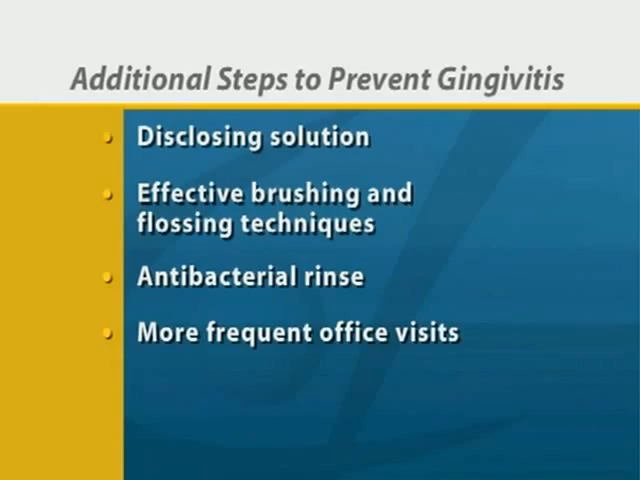 Additional Steps to Prevent Gingivitis
• Disclosing solution
• Effective brushing and
flossing techniques
• Antibacterial rinse
• More frequent office visits